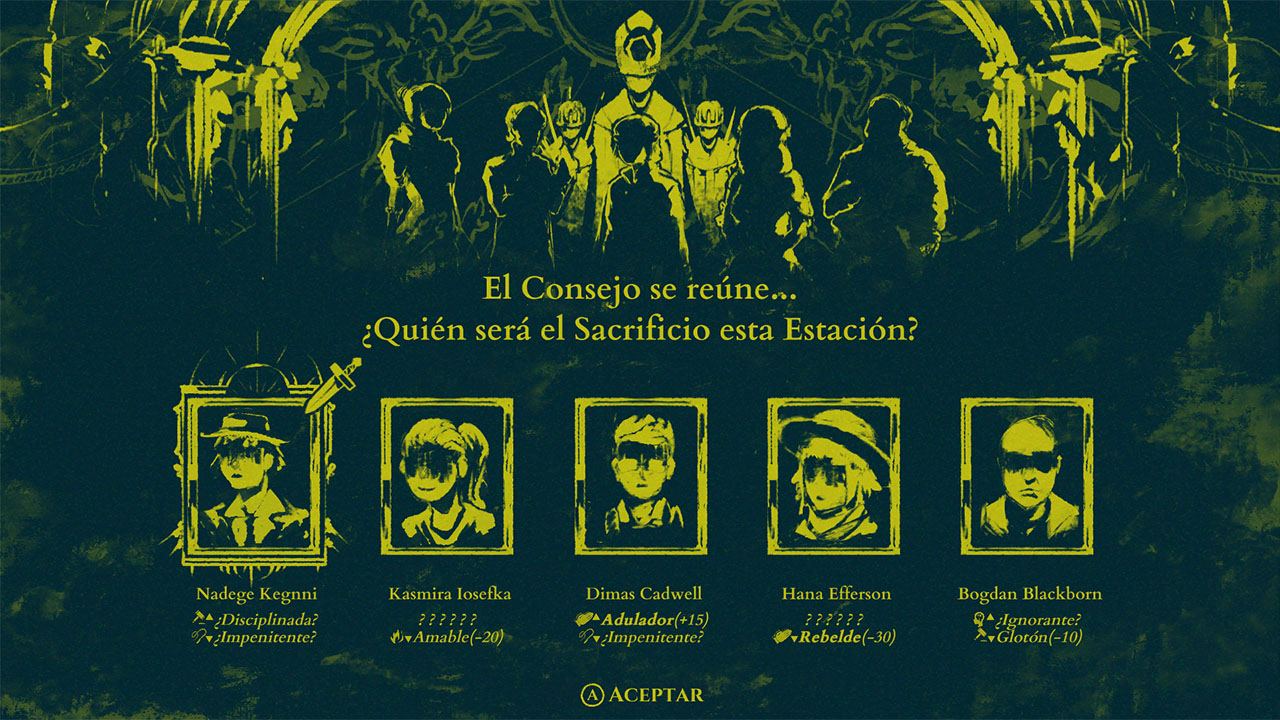 El Consejo se reúne...
¿Quién será el Sacrificio esta Estación?
Nadege Kegnni
¿Disciplinada?
¿Impenitente?
Kasmira Iosefka
? ? ? ? ? ?
Amable(-20)
Dimas Cadwell
Adulador(+15)
¿Impenitente?
Hana Efferson
? ? ? ? ? ?
Rebelde(-30)
Bogdan Blackborn
¿Ignorante?
Glotón(-10)
A ACEPTAR